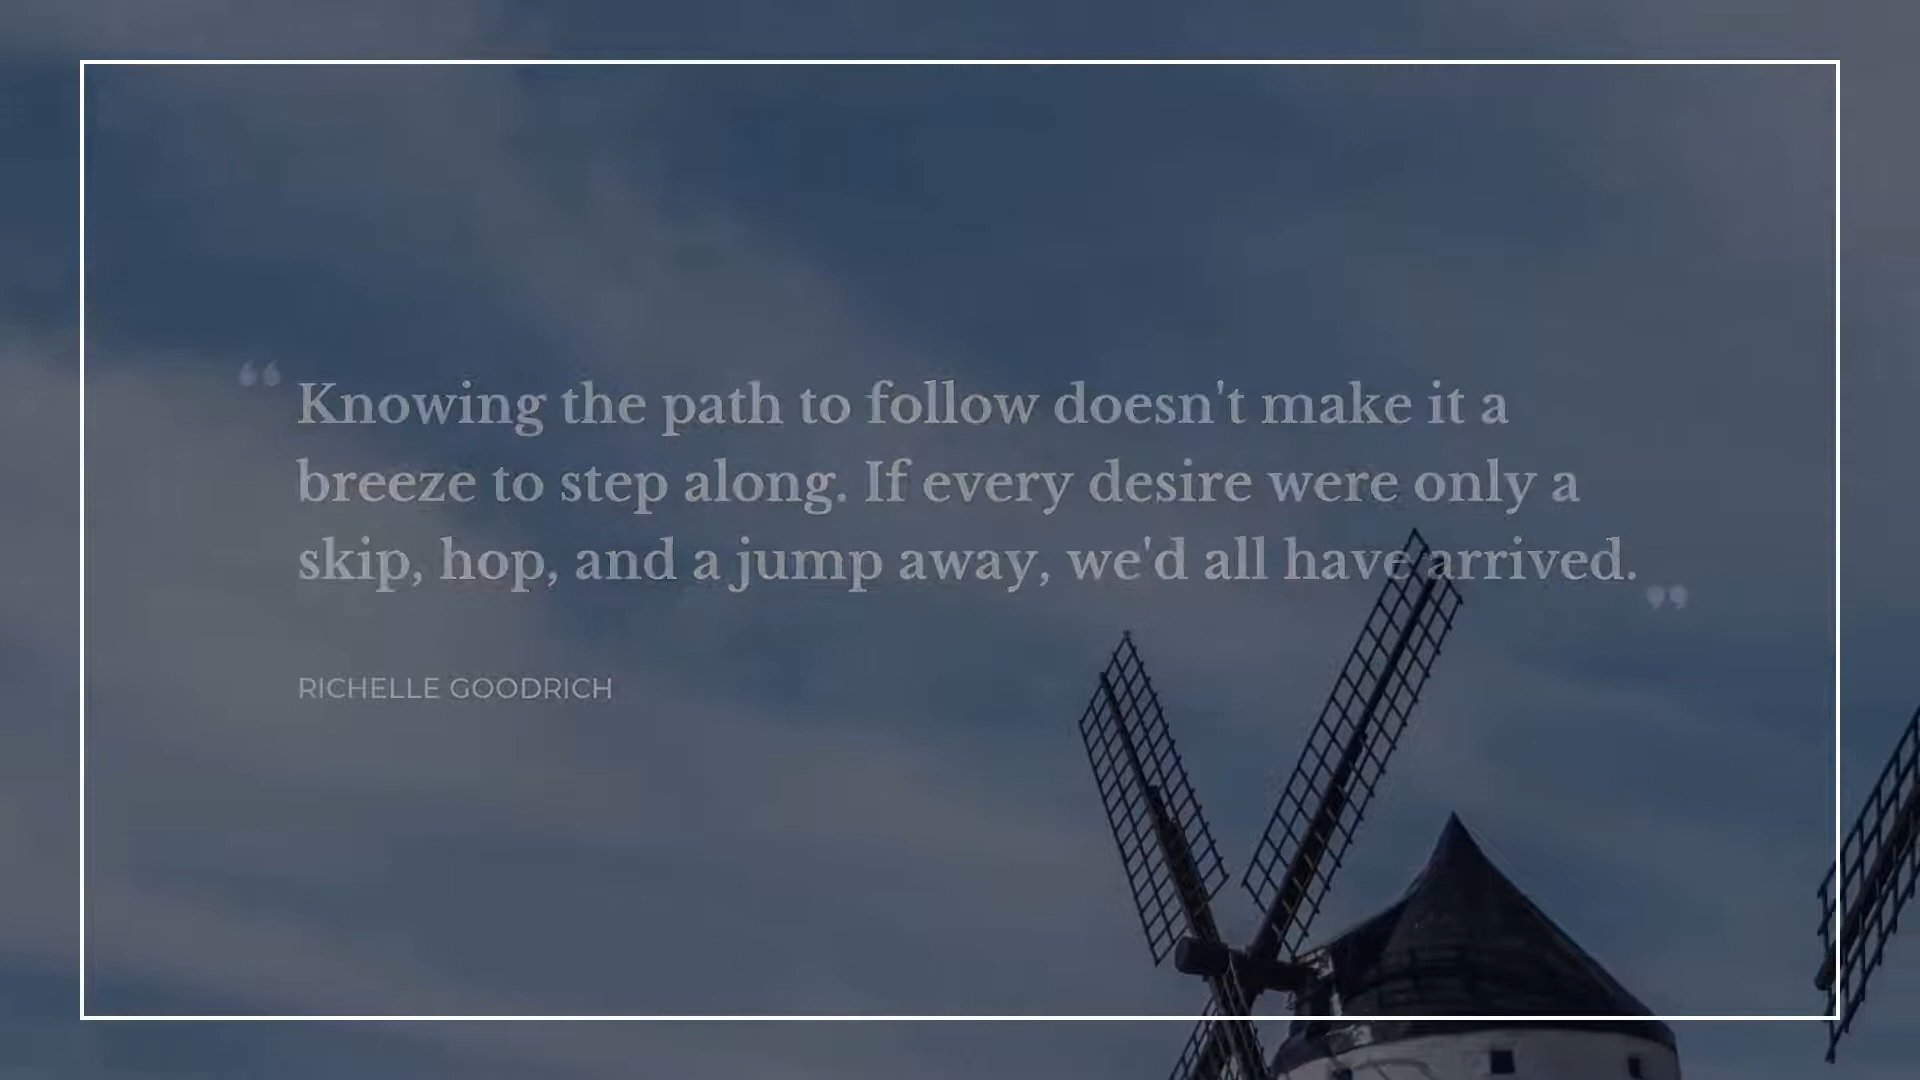 “ Knowing the path to follow doesn't make it a
breeze to step along. If every desire were only a
skip, hop, and a jump away, we'd all have arrived. ”
RICHELLE GOODRICH